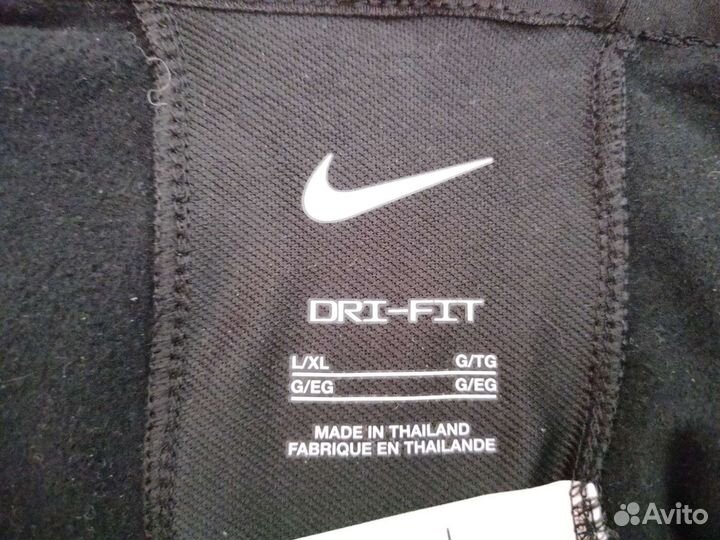 DRI-FIT
L/XL G/TG
G/EG G/EG
MADE IN THAILAND
FABRIQUE EN THAILANDE
Avito